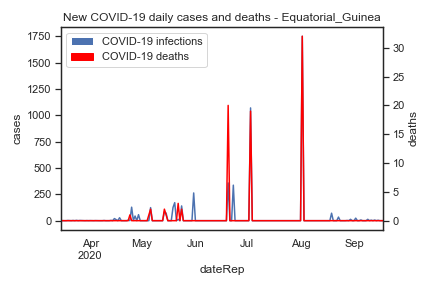 New COVID-19 daily cases and deaths - Equatorial_Guinea
COVID-19 infections
COVID-19 deaths
1750
1500
1250
1000
750
500
250
0
cases
30
25
20
15
10
5
0
deaths
Apr
2020
May
Jun
Jul
Aug
Sep
dateRep